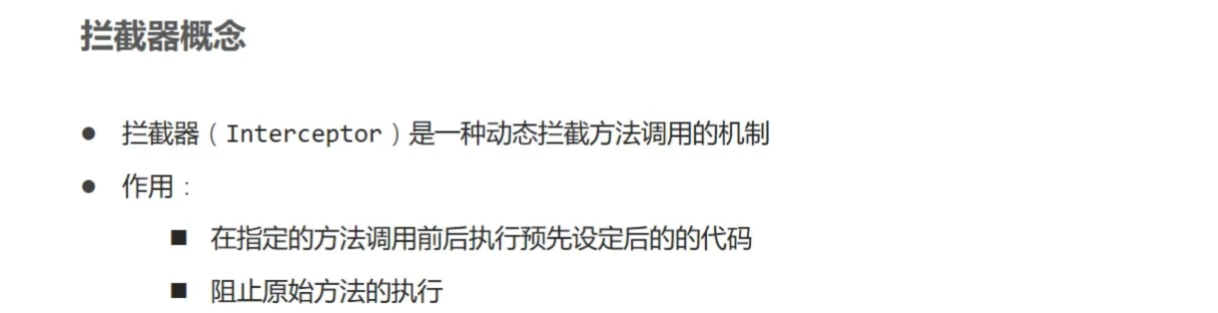 拦截器概念
● 拦截器（Interceptor）是一种动态拦截方法调用的机制
● 作用：
■ 在指定的方法调用前后执行预先设定后的的代码
■ 阻止原始方法的执行